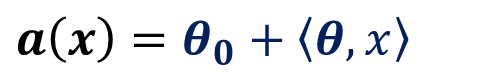 a(x) = θ₀ + ⟨θ, x⟩